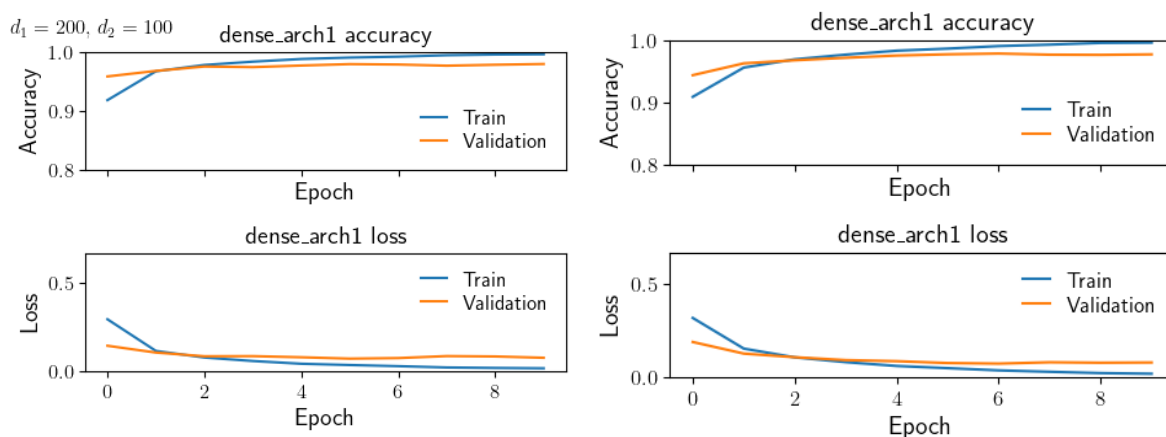 d₁ = 200, d₂ = 100
dense_arch1 accuracy
1.0
0.9
0.8
Accuracy
Train
Validation
Epoch
dense_arch1 loss
0.5
0.0
Loss
Train
Validation
0 2 4 6 8
Epoch
dense_arch1 accuracy
1.0
0.9
0.8
Accuracy
Train
Validation
Epoch
dense_arch1 loss
0.5
0.0
Loss
Train
Validation
0 2 4 6 8
Epoch